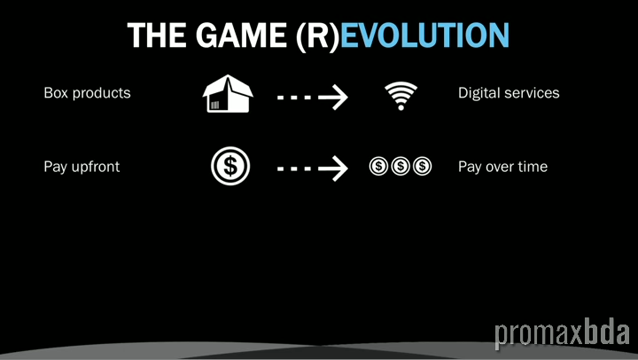 THE GAME (R)EVOLUTION
Box products Digital services
Pay upfront Pay over time
promaxbda